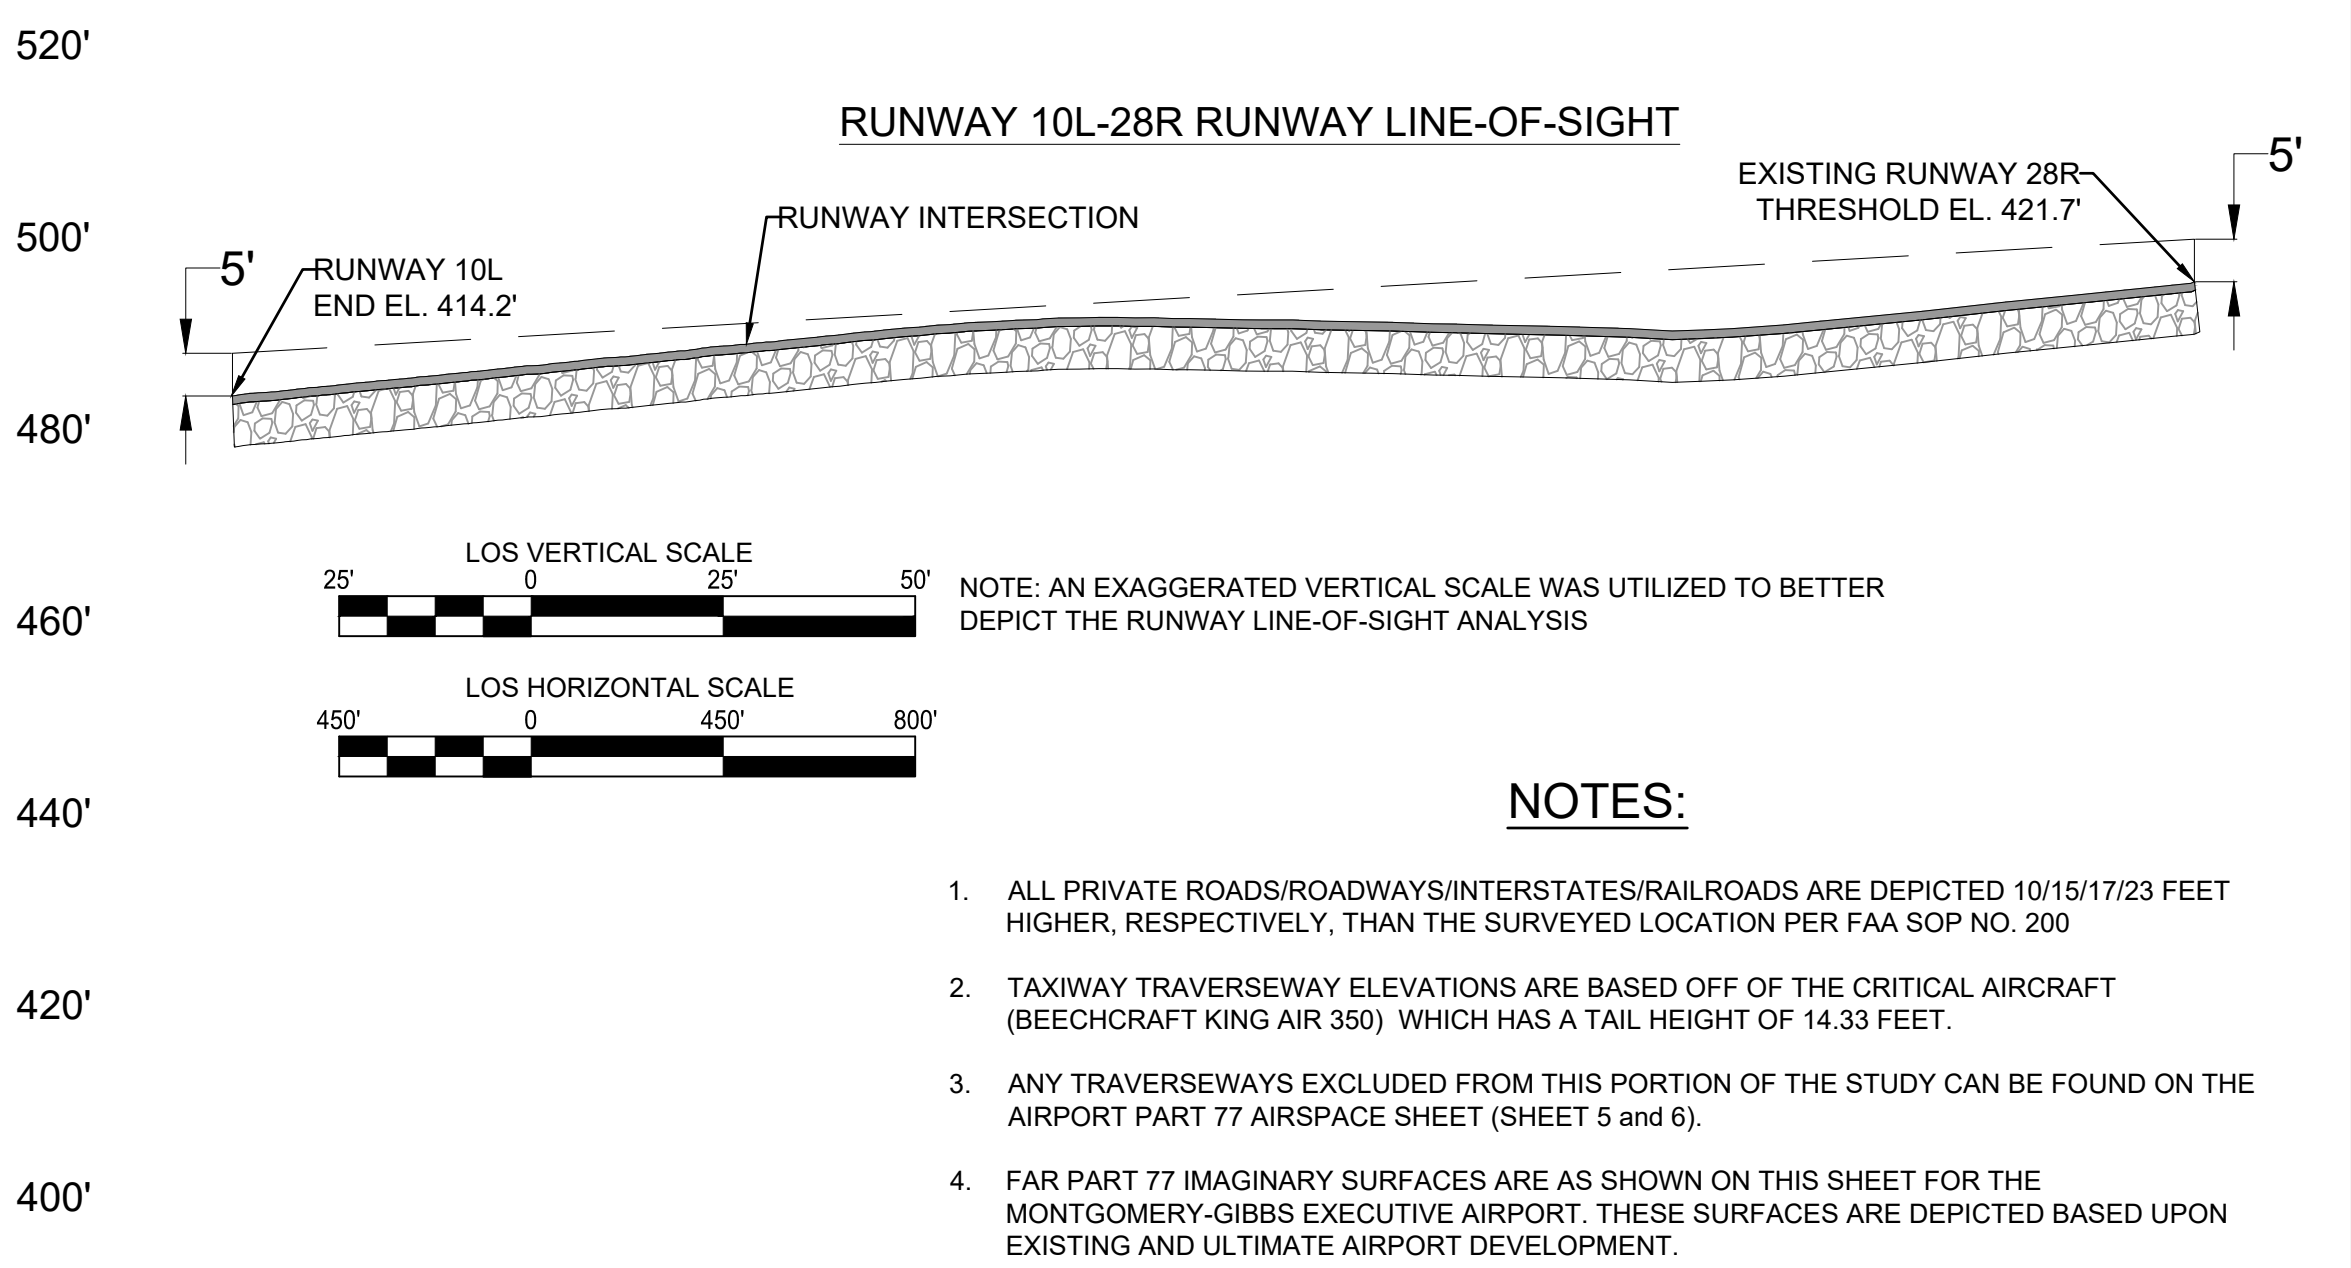 520'
RUNWAY 10L-28R RUNWAY LINE-OF-SIGHT
5'
EXISTING RUNWAY 28R
THRESHOLD EL. 421.7'
RUNWAY INTERSECTION
500'
5'
RUNWAY 10L
END EL. 414.2'
480'
LOS VERTICAL SCALE
25' 0 25' 50'
NOTE: AN EXAGGERATED VERTICAL SCALE WAS UTILIZED TO BETTER
DEPICT THE RUNWAY LINE-OF-SIGHT ANALYSIS
460'
LOS HORIZONTAL SCALE
450' 0 450' 800'
440'
NOTES:
1. ALL PRIVATE ROADS/ROADWAYS/INTERSTATES/RAILROADS ARE DEPICTED 10/15/17/23 FEET
HIGHER, RESPECTIVELY, THAN THE SURVEYED LOCATION PER FAA SOP NO. 200
2. TAXIWAY TRAVERSEWAY ELEVATIONS ARE BASED OFF OF THE CRITICAL AIRCRAFT
(BEECHCRAFT KING AIR 350) WHICH HAS A TAIL HEIGHT OF 14.33 FEET.
420'
3. ANY TRAVERSEWAYS EXCLUDED FROM THIS PORTION OF THE STUDY CAN BE FOUND ON THE
AIRPORT PART 77 AIRSPACE SHEET (SHEET 5 and 6).
4. FAR PART 77 IMAGINARY SURFACES ARE AS SHOWN ON THIS SHEET FOR THE
MONTGOMERY-GIBBS EXECUTIVE AIRPORT. THESE SURFACES ARE DEPICTED BASED UPON
EXISTING AND ULTIMATE AIRPORT DEVELOPMENT.
400'